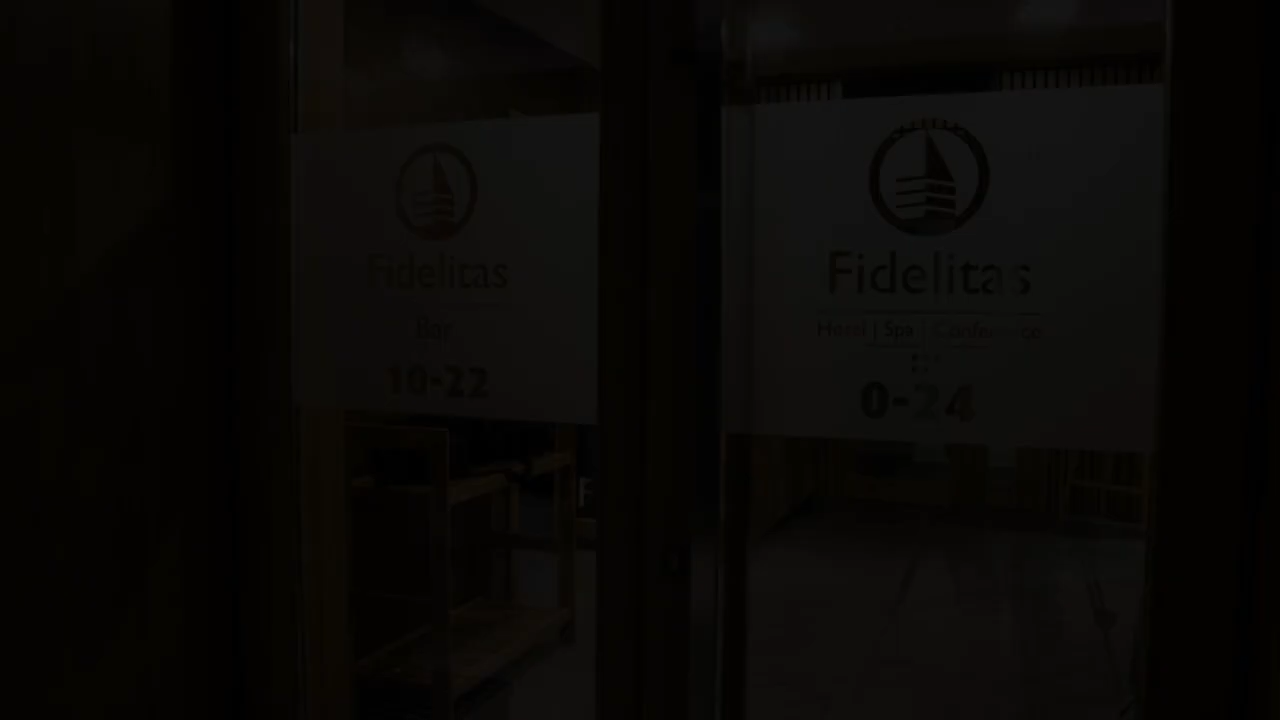 Fidelitas
Bar
10-22
Fidelitas
Hotel | Spa | Conference
0-24